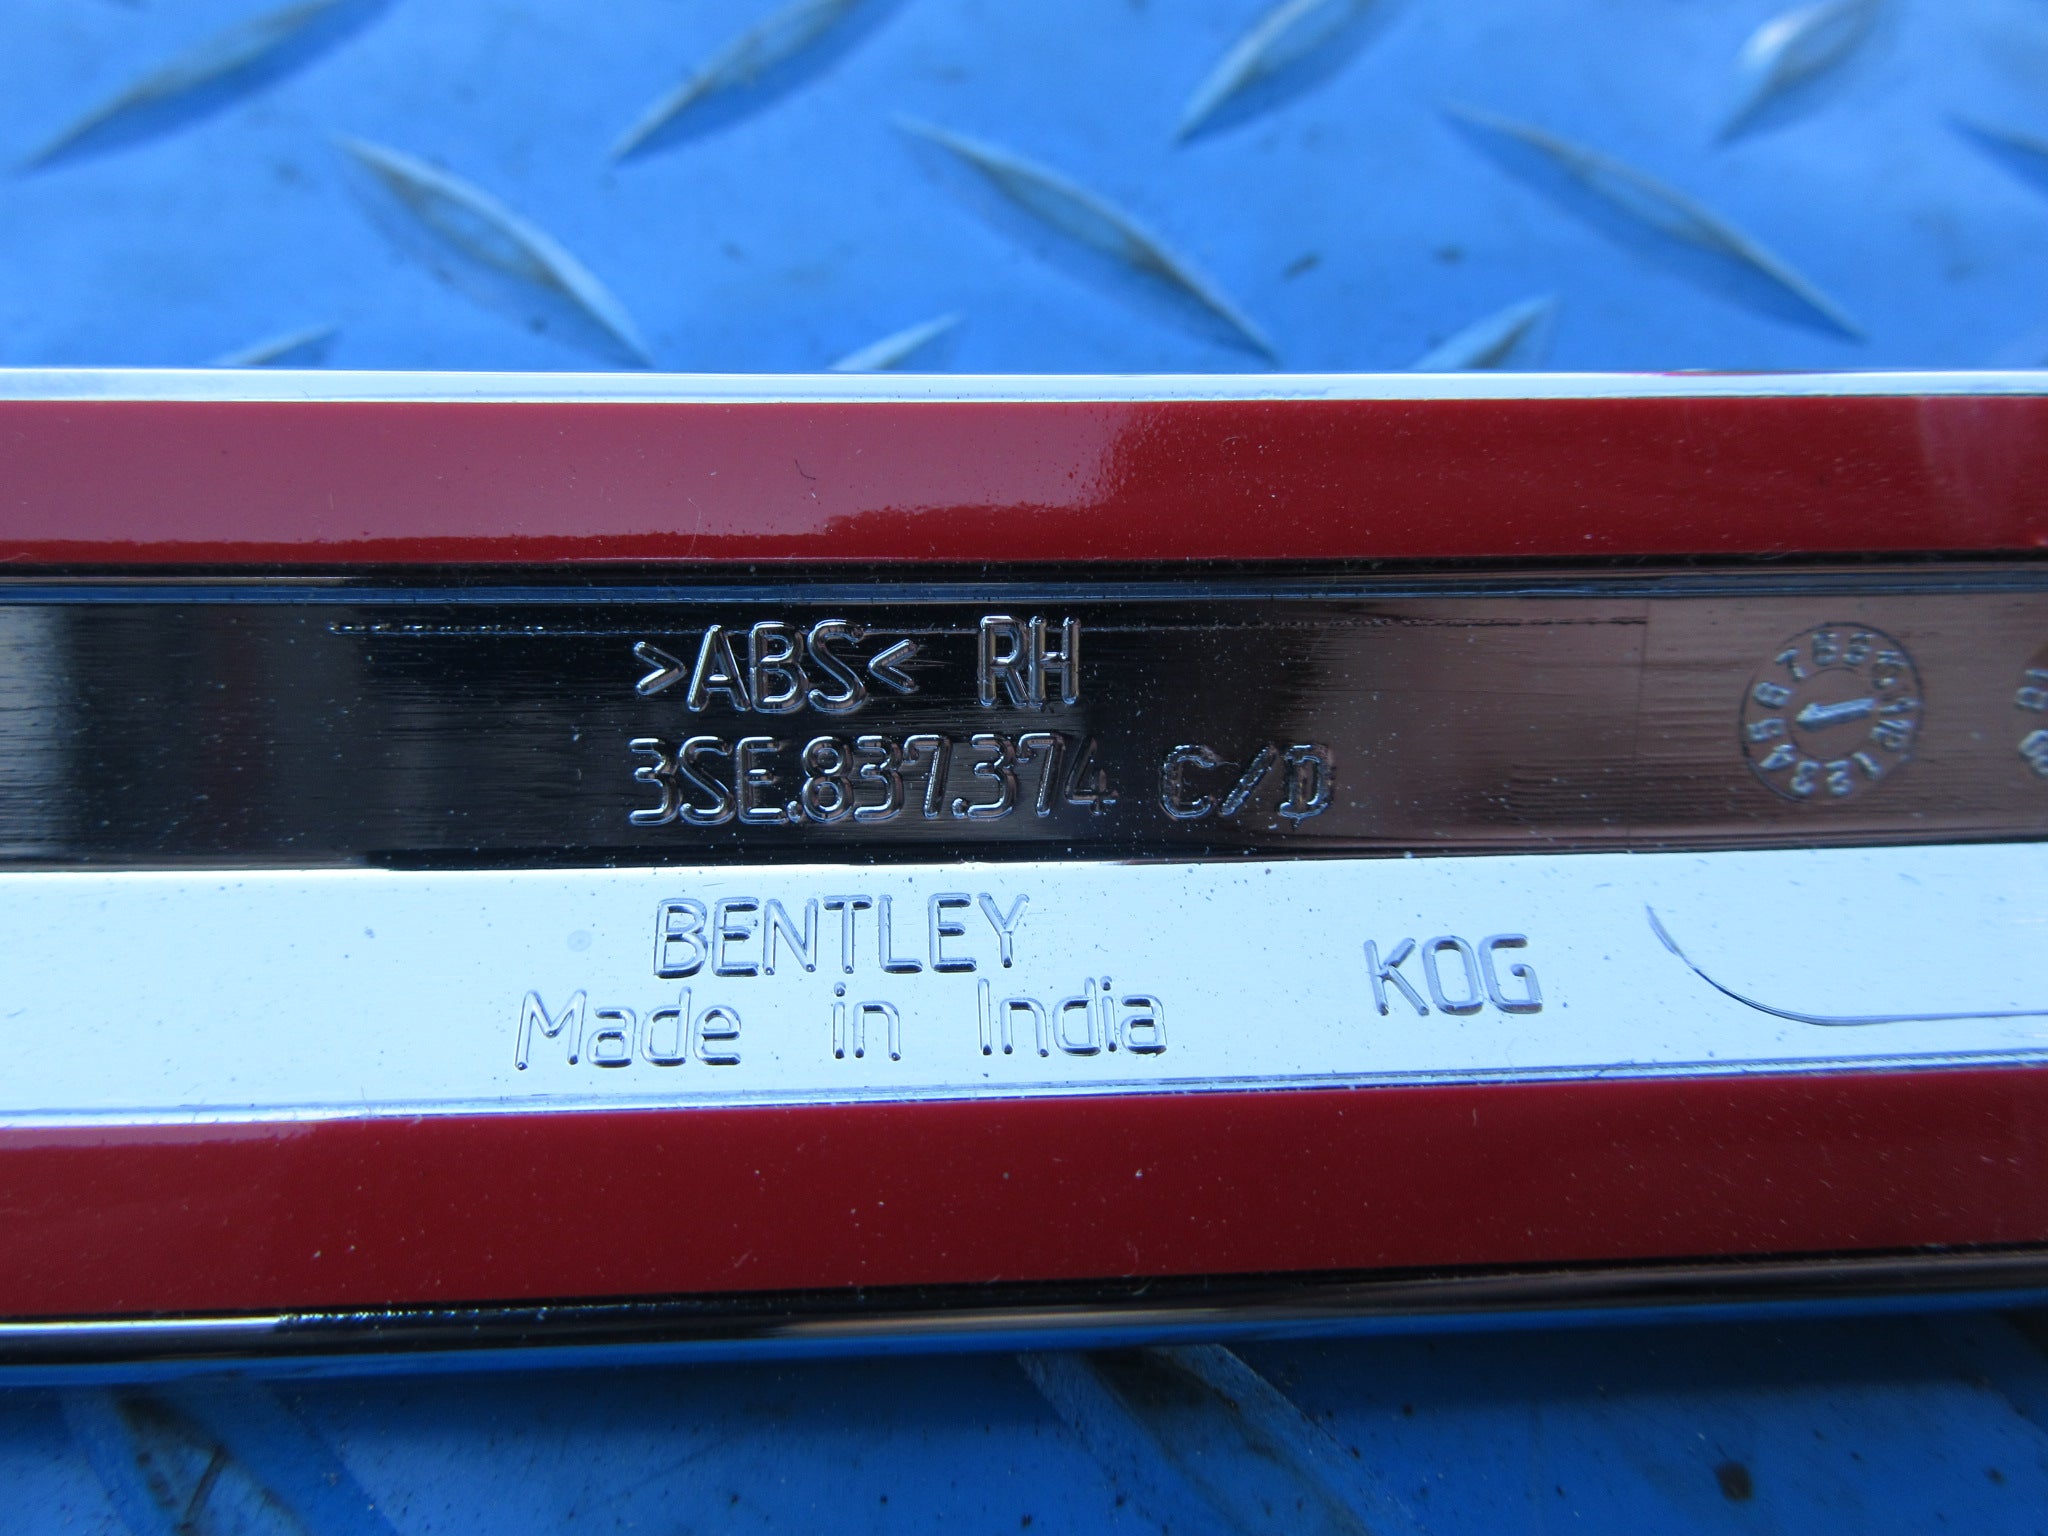 >ABS< RH
3SE.837.374 C/D
BENTLEY
Made in India
KOG